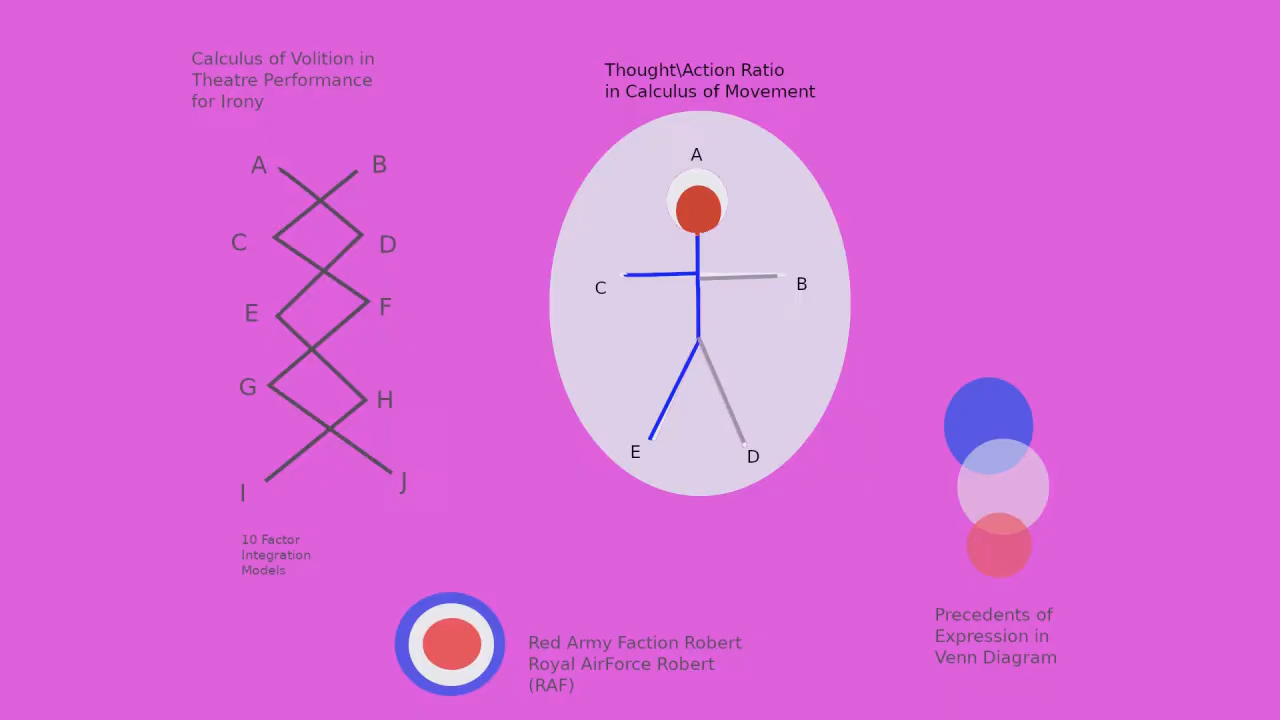 Calculus of Volition in
Theatre Performance
for Irony
A B
C D
E F
G H
I J
10 Factor
Integration
Models
Thought\Action Ratio
in Calculus of Movement
A
C B
E D
Red Army Faction Robert
Royal AirForce Robert
(RAF)
Precedents of
Expression in
Venn Diagram